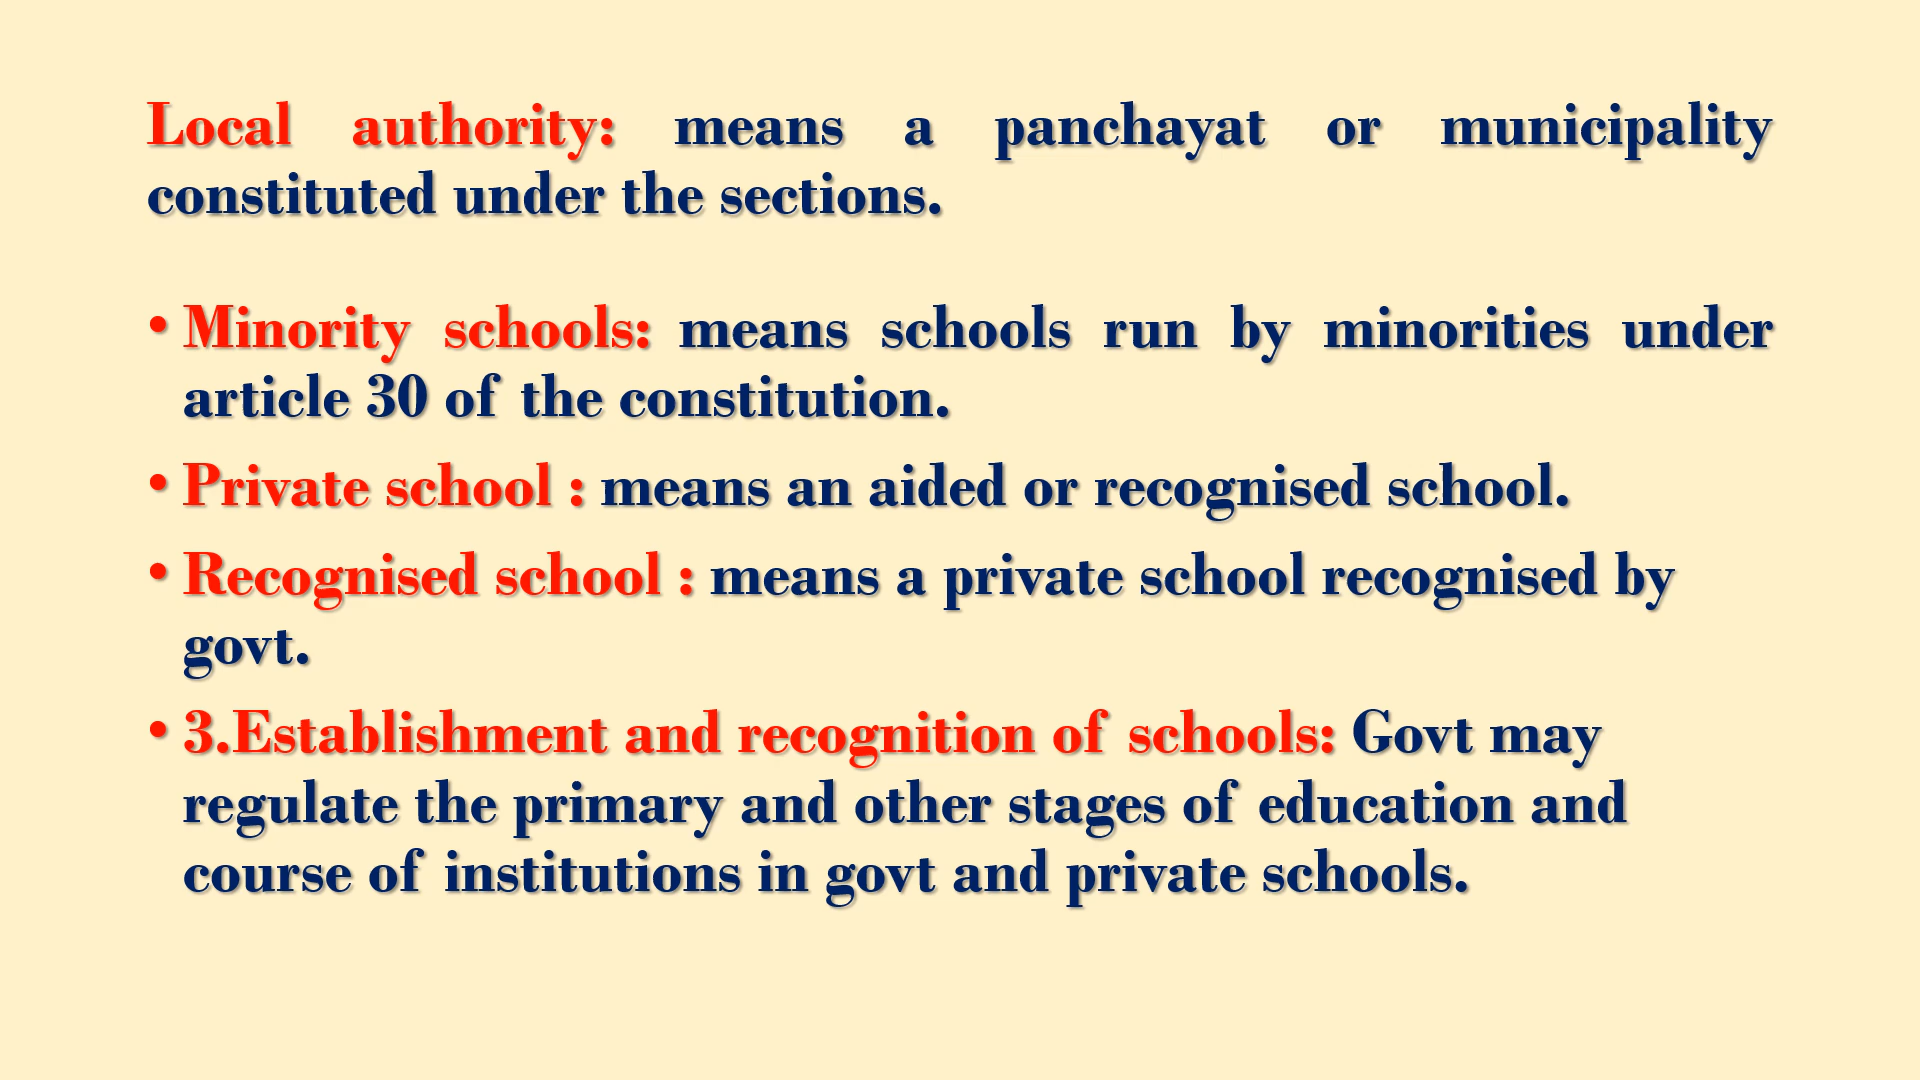 Local authority: means a panchayat or municipality
constituted under the sections.
• Minority schools: means schools run by minorities under
article 30 of the constitution.
• Private school : means an aided or recognised school.
• Recognised school : means a private school recognised by
govt.
• 3.Establishment and recognition of schools: Govt may
regulate the primary and other stages of education and
course of institutions in govt and private schools.